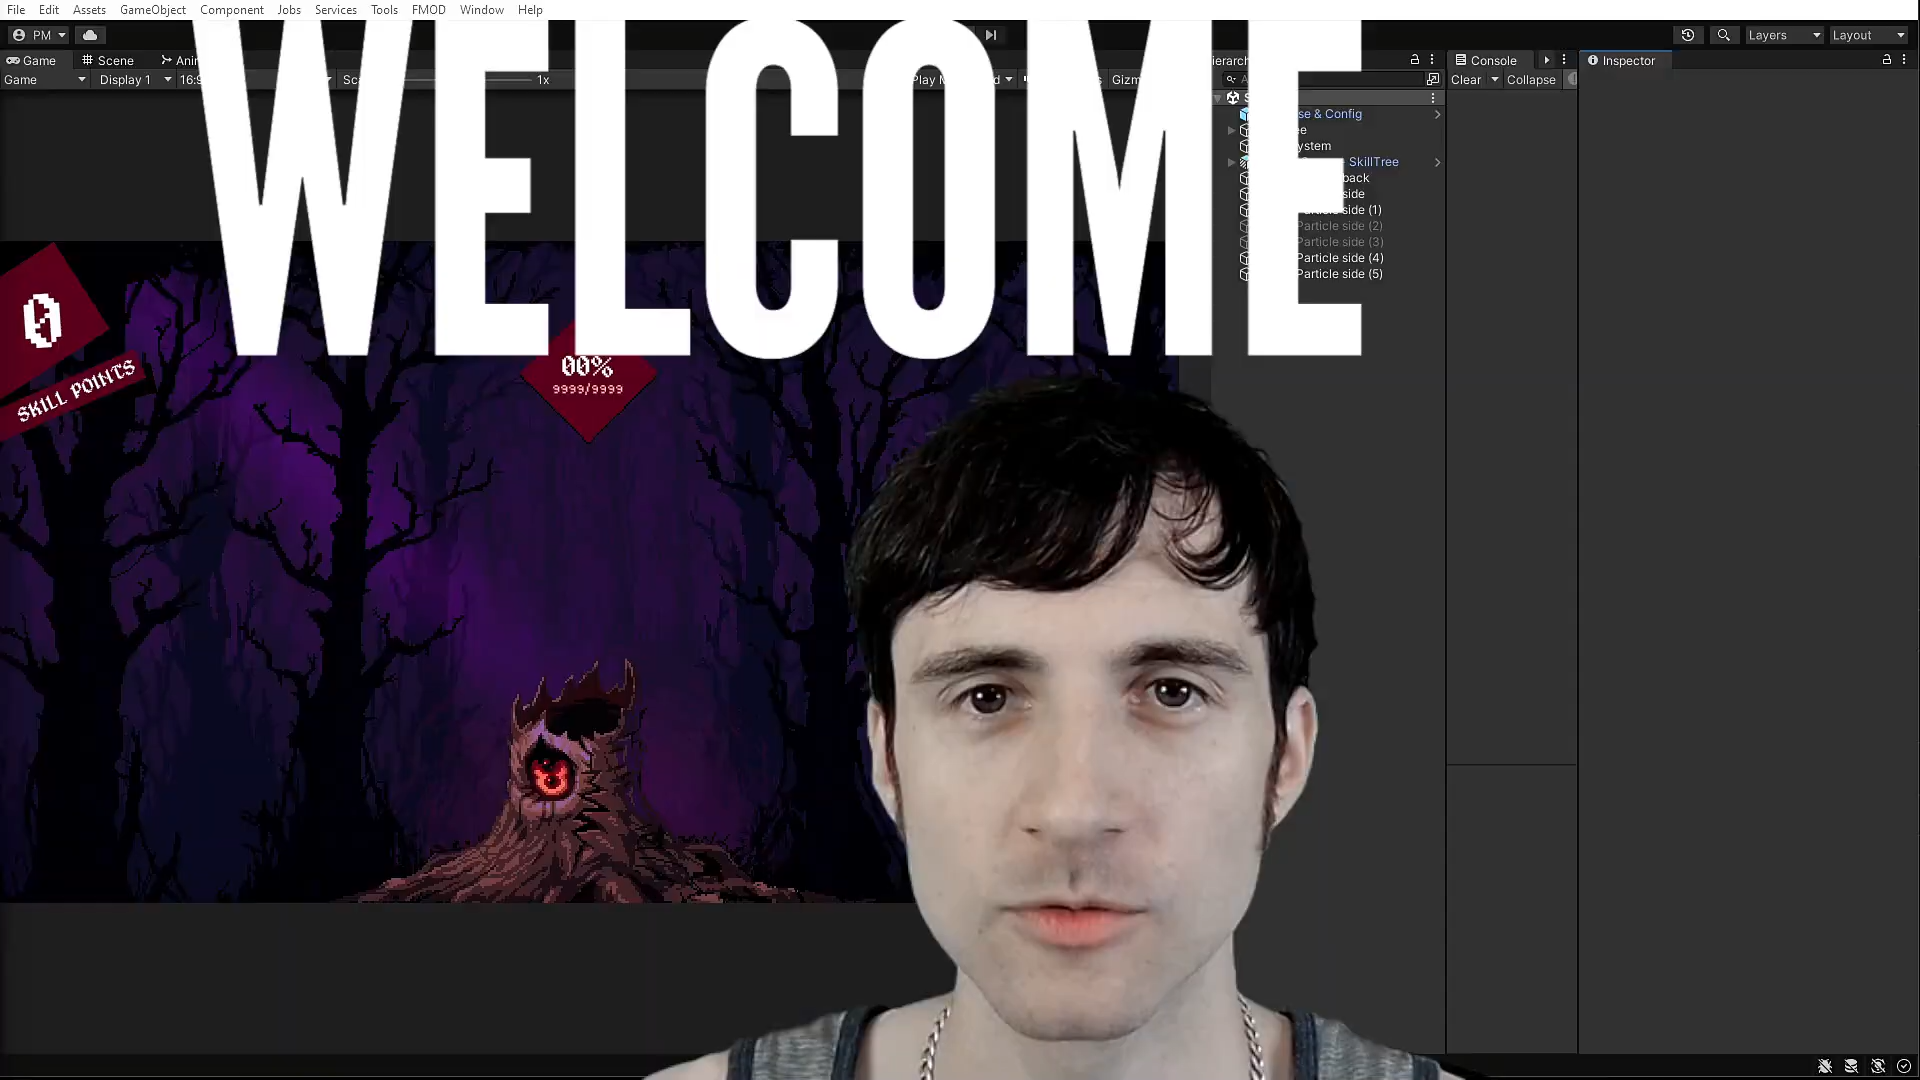 File Edit Assets GameObject Component Jobs Services Tools FMOD Window Help
WELCOME
PM
Layers
Layout
Game
Scene
Console
Inspector
Game
Display 1
1x
Clear
Collapse
se & Config
SkillTree
side (1)
Particle side (2)
Particle side (3)
Particle side (4)
Particle side (5)
0
SKILL POINTS
00%
9999/9999